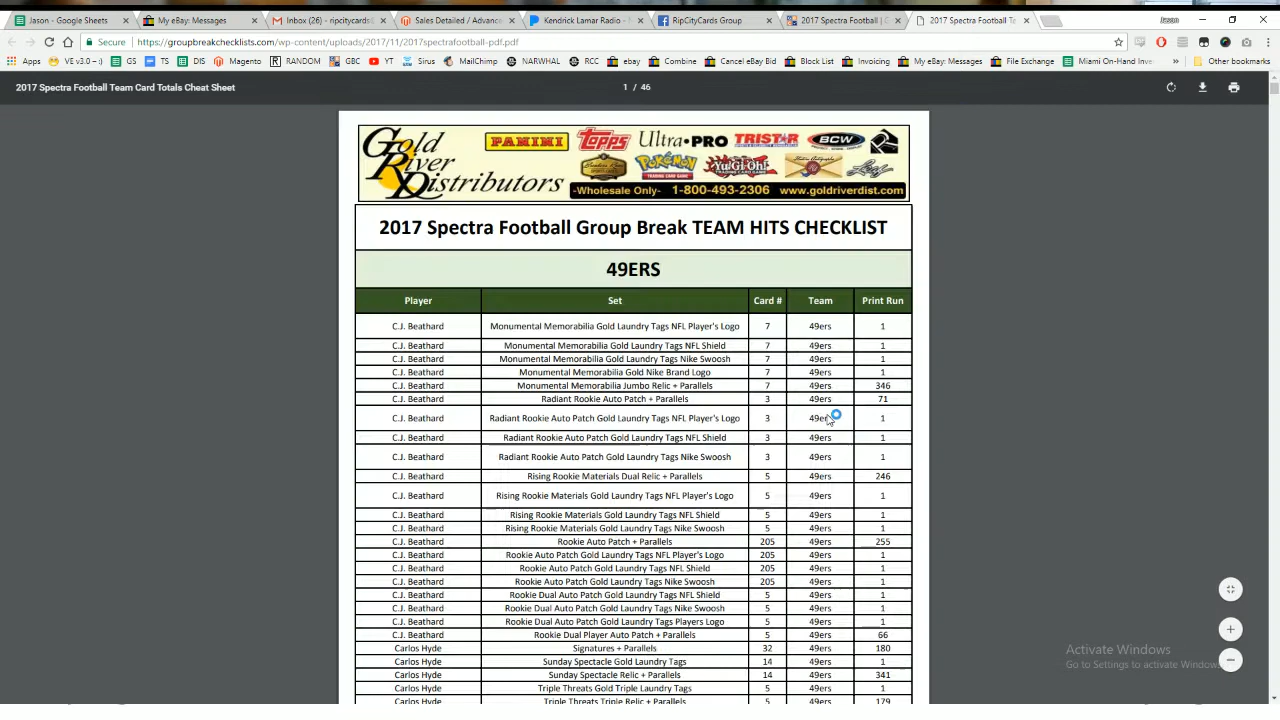 Jason - Google Sheets
My eBay: Messages
Inbox (26) - ripcitycards
Sales Detailed / Advance
Kendrick Lamar Radio - P
RipCityCards Group
2017 Spectra Football |
2017 Spectra Football Te
Jason
Secure
https://groupbreakchecklists.com/wp-content/uploads/2017/11/2017spectrafootball-pdf.pdf
Apps VE v3 GS TS DIS Magento RANDOM GBC YT Sirus MailChimp NARWHAL RCC ebay Combine Cancel eBay Bid Block List Invoicing My eBay: Messages File Exchange Miami On-Hand Inve » Other bookmarks
2017 Spectra Football Team Card Totals Cheat Sheet
1 / 46
Gold River Distributors
PANINI topps Ultra•PRO TRISTAR BCW
Pokémon Yu-Gi-Oh! Leaf
-Wholesale Only- 1-800-493-2306 www.goldriverdist.com
2017 Spectra Football Group Break TEAM HITS CHECKLIST
49ERS
Player Set Card # Team Print Run
C.J. Beathard Monumental Memorabilia Gold Laundry Tags NFL Player's Logo 7 49ers 1
C.J. Beathard Monumental Memorabilia Gold Laundry Tags NFL Shield 7 49ers 1
C.J. Beathard Monumental Memorabilia Gold Laundry Tags Nike Swoosh 7 49ers 1
C.J. Beathard Monumental Memorabilia Gold Nike Brand Logo 7 49ers 1
C.J. Beathard Monumental Memorabilia Jumbo Relic + Parallels 7 49ers 346
C.J. Beathard Radiant Rookie Auto Patch + Parallels 3 49ers 71
C.J. Beathard Radiant Rookie Auto Patch Gold Laundry Tags NFL Player's Logo 3 49ers 1
C.J. Beathard Radiant Rookie Auto Patch Gold Laundry Tags NFL Shield 3 49ers 1
C.J. Beathard Radiant Rookie Auto Patch Gold Laundry Tags Nike Swoosh 3 49ers 1
C.J. Beathard Rising Rookie Materials Dual Relic + Parallels 5 49ers 246
C.J. Beathard Rising Rookie Materials Gold Laundry Tags NFL Player's Logo 5 49ers 1
C.J. Beathard Rising Rookie Materials Gold Laundry Tags NFL Shield 5 49ers 1
C.J. Beathard Rising Rookie Materials Gold Laundry Tags Nike Swoosh 5 49ers 1
C.J. Beathard Rookie Auto Patch + Parallels 205 49ers 255
C.J. Beathard Rookie Auto Patch Gold Laundry Tags NFL Player's Logo 205 49ers 1
C.J. Beathard Rookie Auto Patch Gold Laundry Tags NFL Shield 205 49ers 1
C.J. Beathard Rookie Auto Patch Gold Laundry Tags Nike Swoosh 205 49ers 1
C.J. Beathard Rookie Dual Auto Patch Gold Laundry Tags NFL Shield 5 49ers 1
C.J. Beathard Rookie Dual Auto Patch Gold Laundry Tags Nike Swoosh 5 49ers 1
C.J. Beathard Rookie Dual Auto Patch Gold Laundry Tags Players Logo 5 49ers 1
C.J. Beathard Rookie Dual Player Auto Patch + Parallels 5 49ers 66
Carlos Hyde Signatures + Parallels 32 49ers 180
Carlos Hyde Sunday Spectacle Gold Laundry Tags 14 49ers 1
Carlos Hyde Sunday Spectacle Relic + Parallels 14 49ers 341
Carlos Hyde Triple Threats Gold Triple Laundry Tags 5 49ers 1
Carlos Hyde Triple Threats Triple Relic + Parallels 5 49ers 179
Activate Windows
Go to Settings to activate Windows